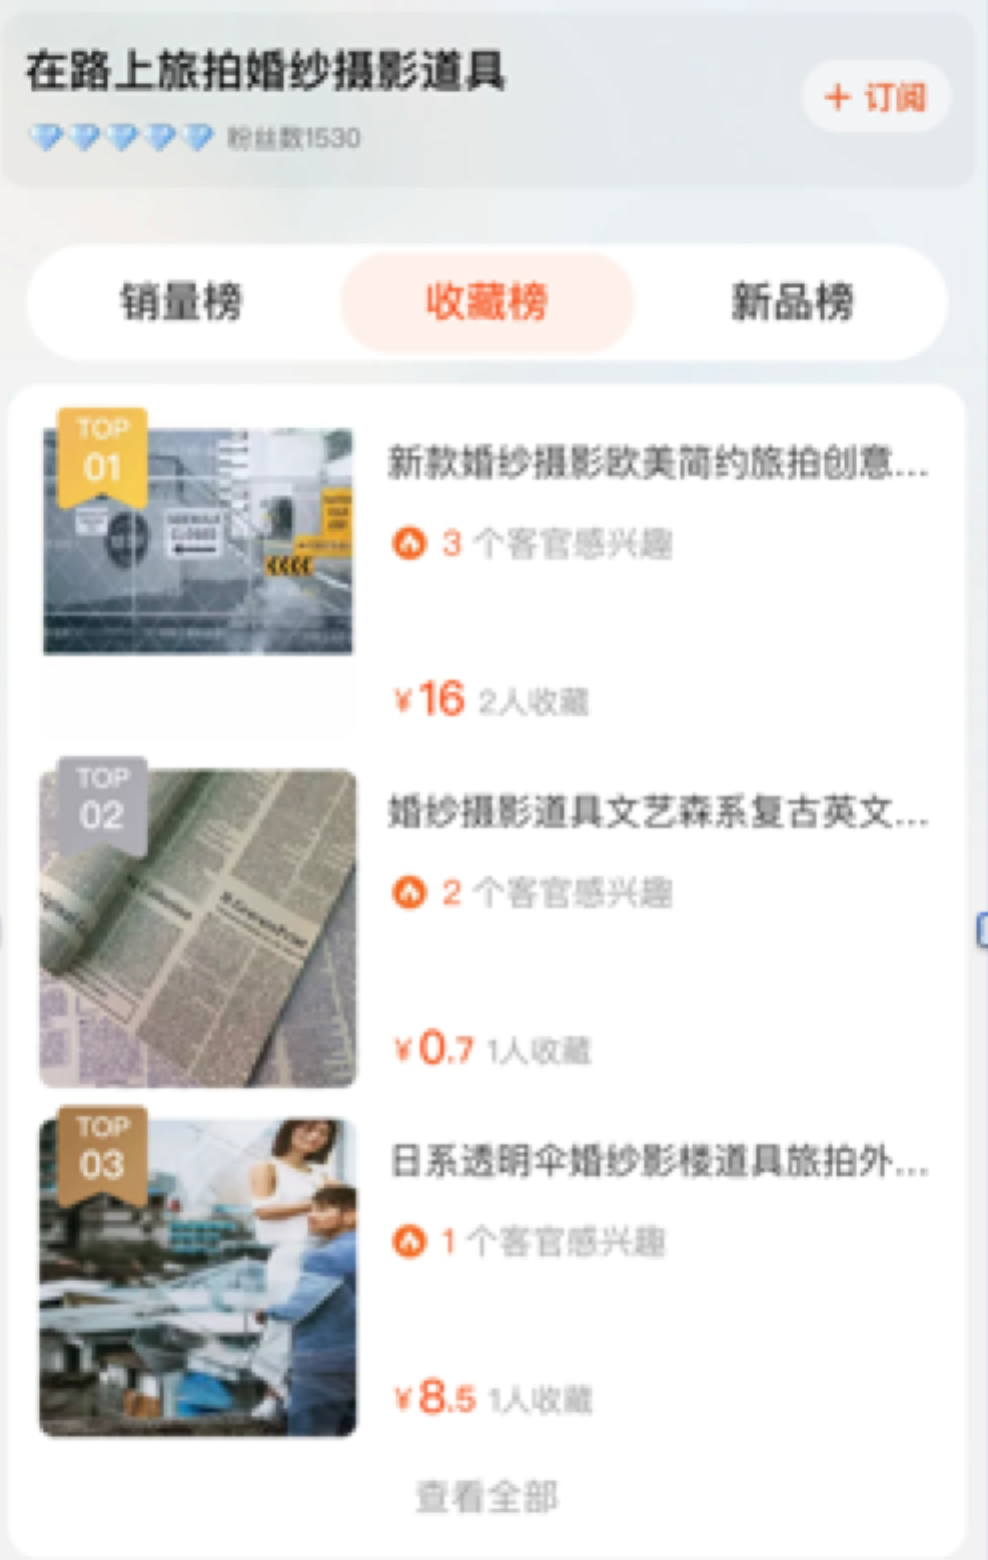 在路上旅拍婚纱摄影道具
粉丝数1530
+ 订阅
销量榜 收藏榜 新品榜
TOP
01
SIDEWALK
CLOSED
新款婚纱摄影欧美简约旅拍创意...
3 个客官感兴趣
¥16 2人收藏
TOP
02
婚纱摄影道具文艺森系复古英文...
2 个客官感兴趣
¥0.7 1人收藏
TOP
03
日系透明伞婚纱影楼道具旅拍外...
1 个客官感兴趣
¥8.5 1人收藏
查看全部